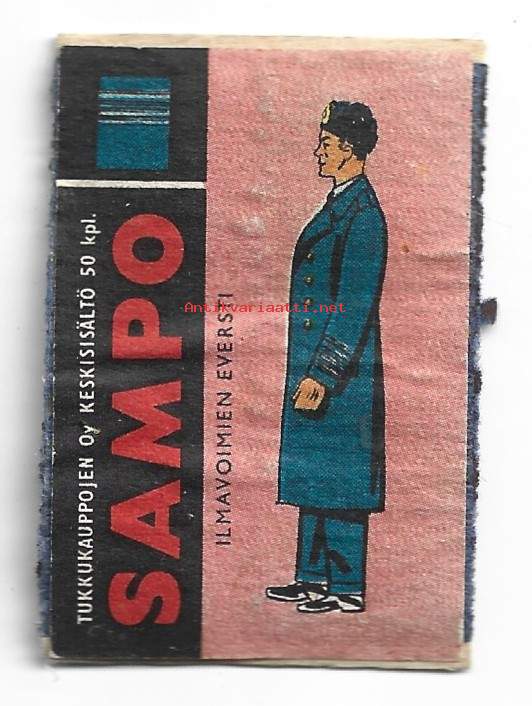 TUKKUKAUPPOJEN Oy KESKISISÄLTÖ 50 kpl.
SAMPO
ILMAVOIMIEN EVERSTI
Antikvariaatti.net